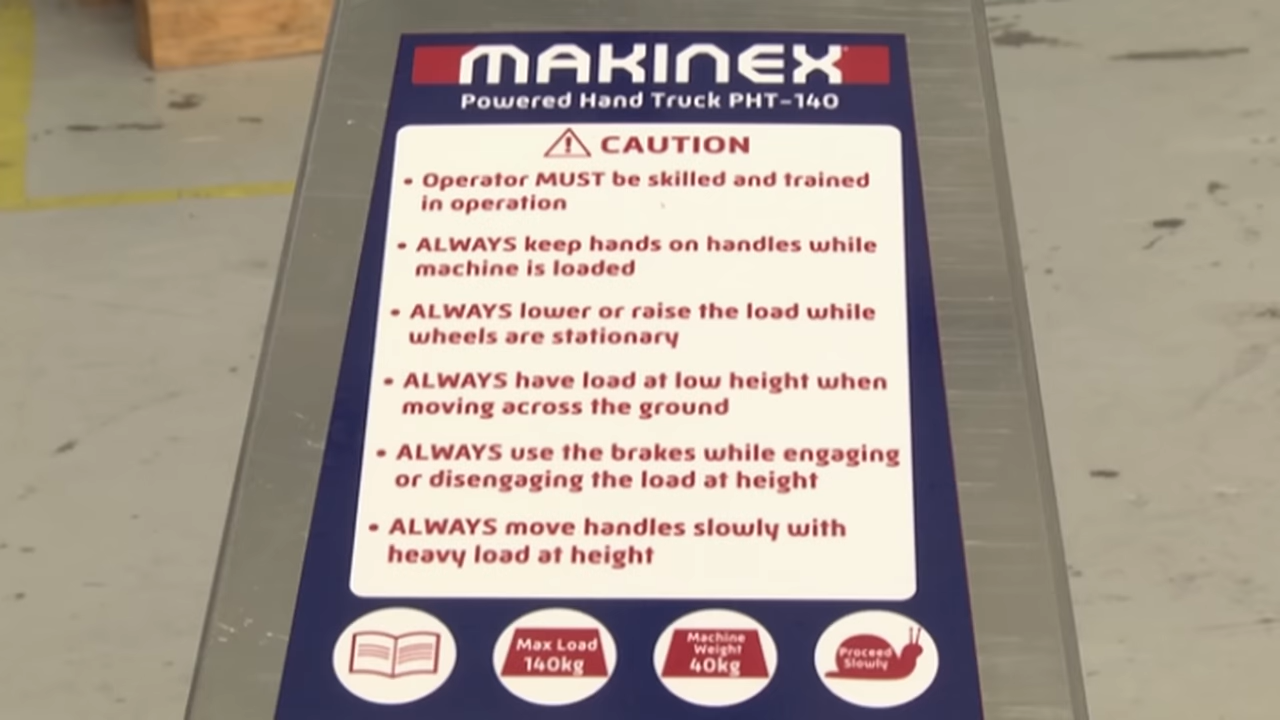 MAKINEX
Powered Hand Truck PHT-140
CAUTION
• Operator MUST be skilled and trained
in operation
• ALWAYS keep hands on handles while
machine is loaded
• ALWAYS lower or raise the load while
wheels are stationary
• ALWAYS have load at low height when
moving across the ground
• ALWAYS use the brakes while engaging
or disengaging the load at height
• ALWAYS move handles slowly with
heavy load at height
Max Load
140kg
Machine
Weight
40kg
Proceed
Slowly